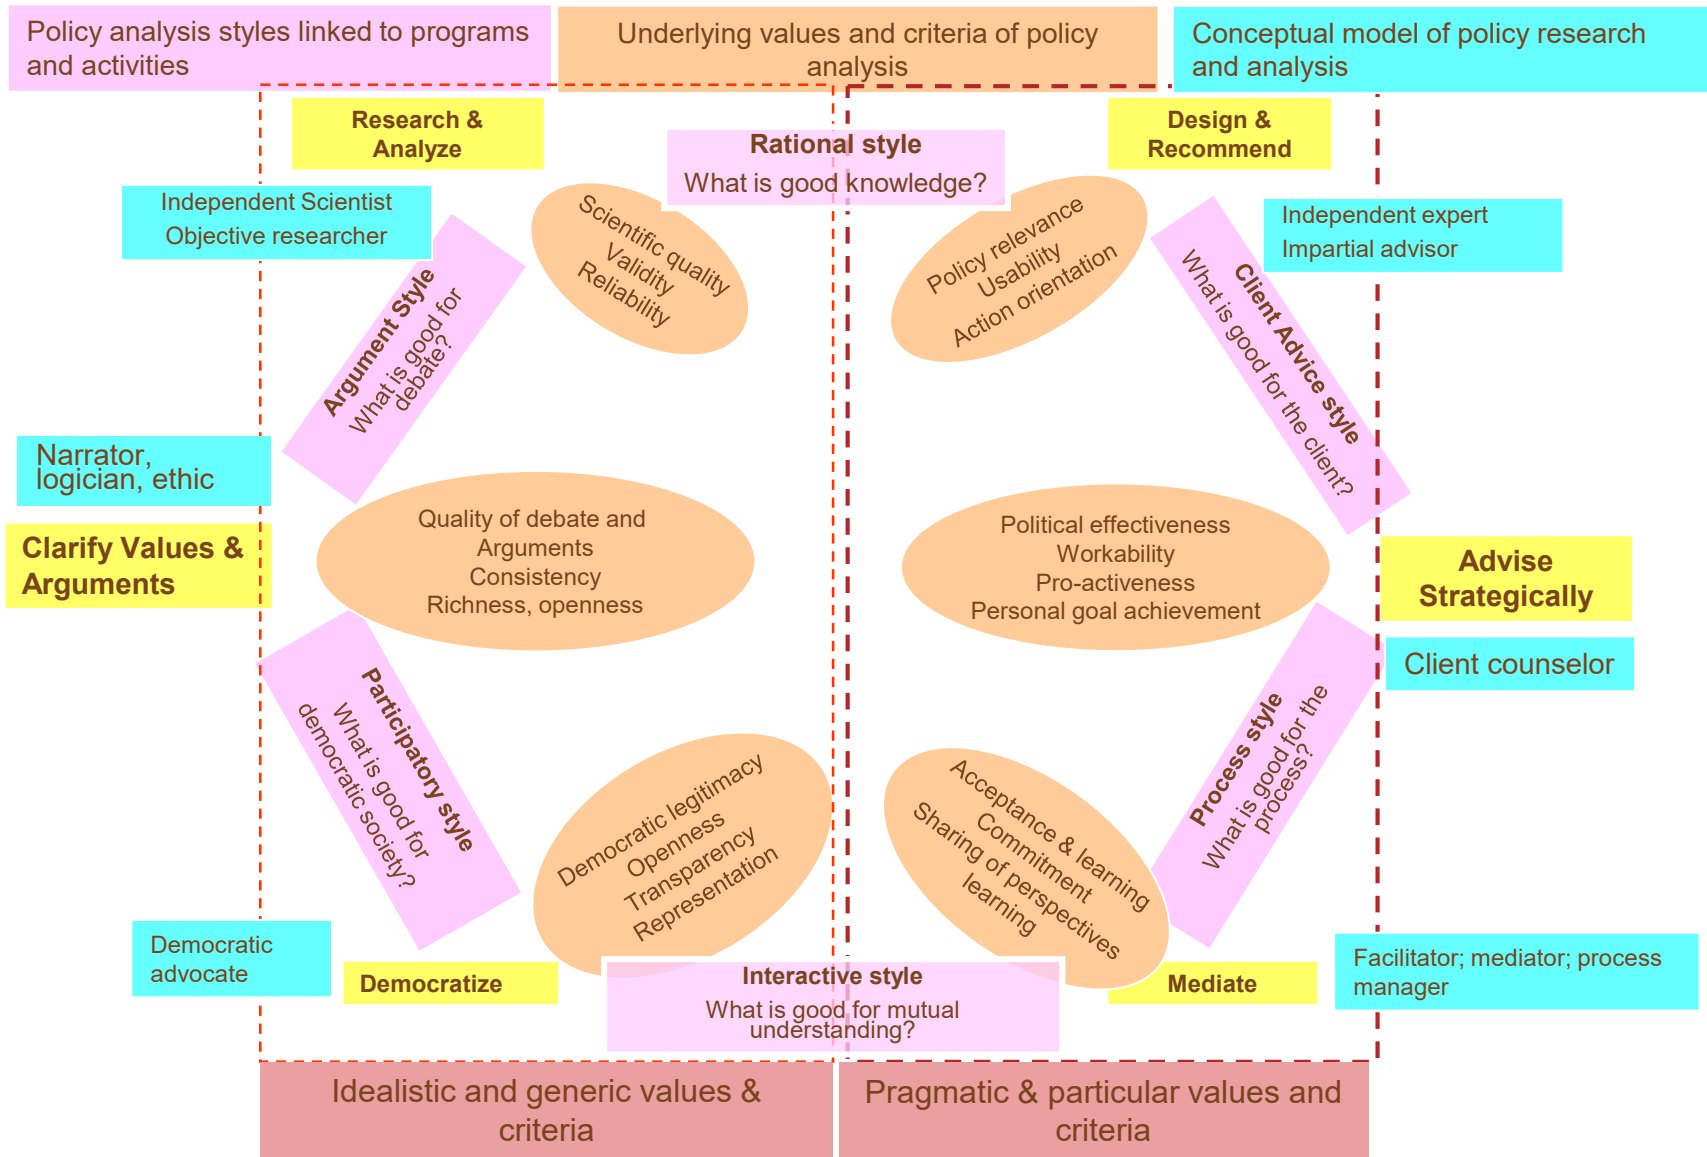 Policy analysis styles linked to programs
and activities
Underlying values and criteria of policy
analysis
Conceptual model of policy research
and analysis
Research &
Analyze
Rational style
What is good knowledge?
Design &
Recommend
Independent Scientist
Objective researcher
Scientific quality
Validity
Reliability
Policy relevance
Usability
Action orientation
Independent expert
Impartial advisor
Argument Style
What is good for
debate?
Client Advice style
What is good for the client?
Narrator,
logician, ethic
Clarify Values &
Arguments
Quality of debate and
Arguments
Consistency
Richness, openness
Political effectiveness
Workability
Pro-activeness
Personal goal achievement
Advise
Strategically
Client counselor
Participatory style
What is good for
democratic society?
Process style
What is good for the
process?
Democratic legitimacy
Openness
Transparency
Representation
Acceptance & learning
Commitment
Sharing of perspectives
learning
Democratic
advocate
Democratize
Interactive style
What is good for mutual
understanding?
Mediate
Facilitator; mediator; process
manager
Idealistic and generic values &
criteria
Pragmatic & particular values and
criteria